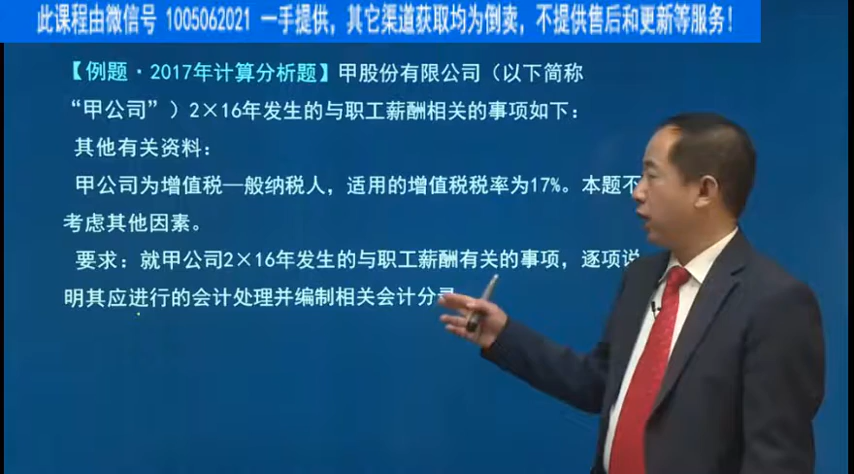 此课程由微信号 1005062021 一手提供，其它渠道获取均为倒卖，不提供售后和更新等服务！
【例题·2017年计算分析题】甲股份有限公司（以下简称
“甲公司”）2×16年发生的与职工薪酬相关的事项如下：
其他有关资料：
甲公司为增值税一般纳税人，适用的增值税税率为17%。本题不
考虑其他因素。
要求：就甲公司2×16年发生的与职工薪酬有关的事项，逐项说
明其应进行的会计处理并编制相关会计分录